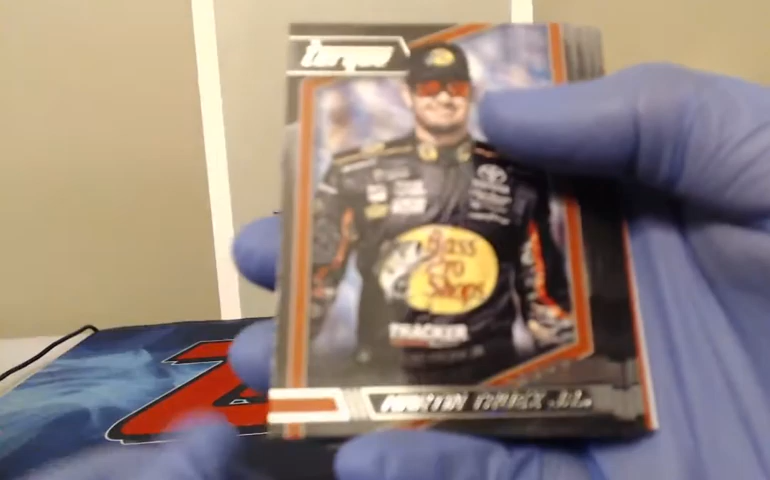 torque
Bass
Pro
Shops
TRACKER
MARTIN TRUEX JR.